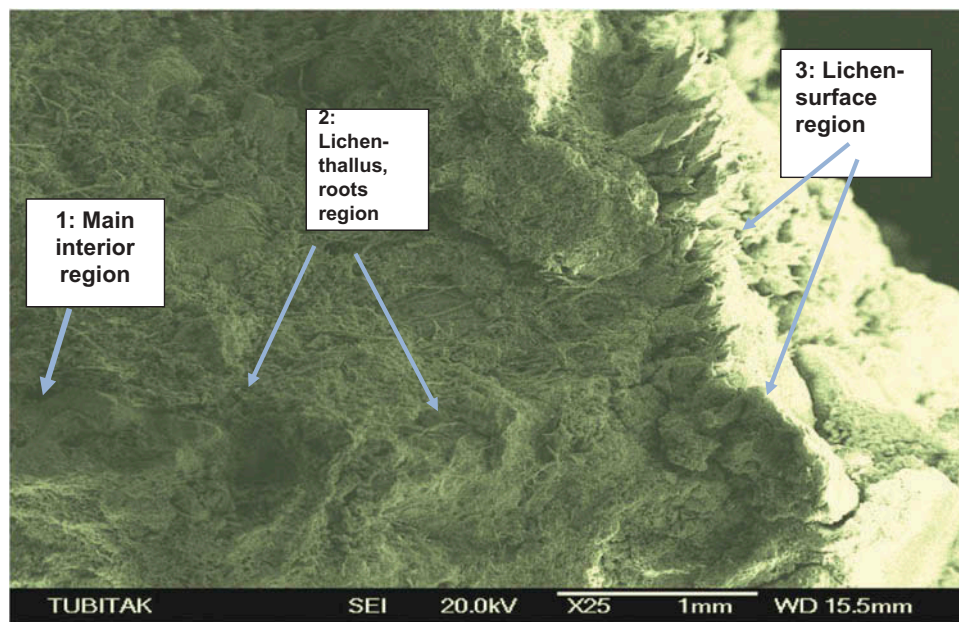 1: Main
interior
region
2:
Lichen-
thallus,
roots
region
3: Lichen-
surface
region
TUBITAK SEI 20.0kV X25 1mm WD 15.5mm